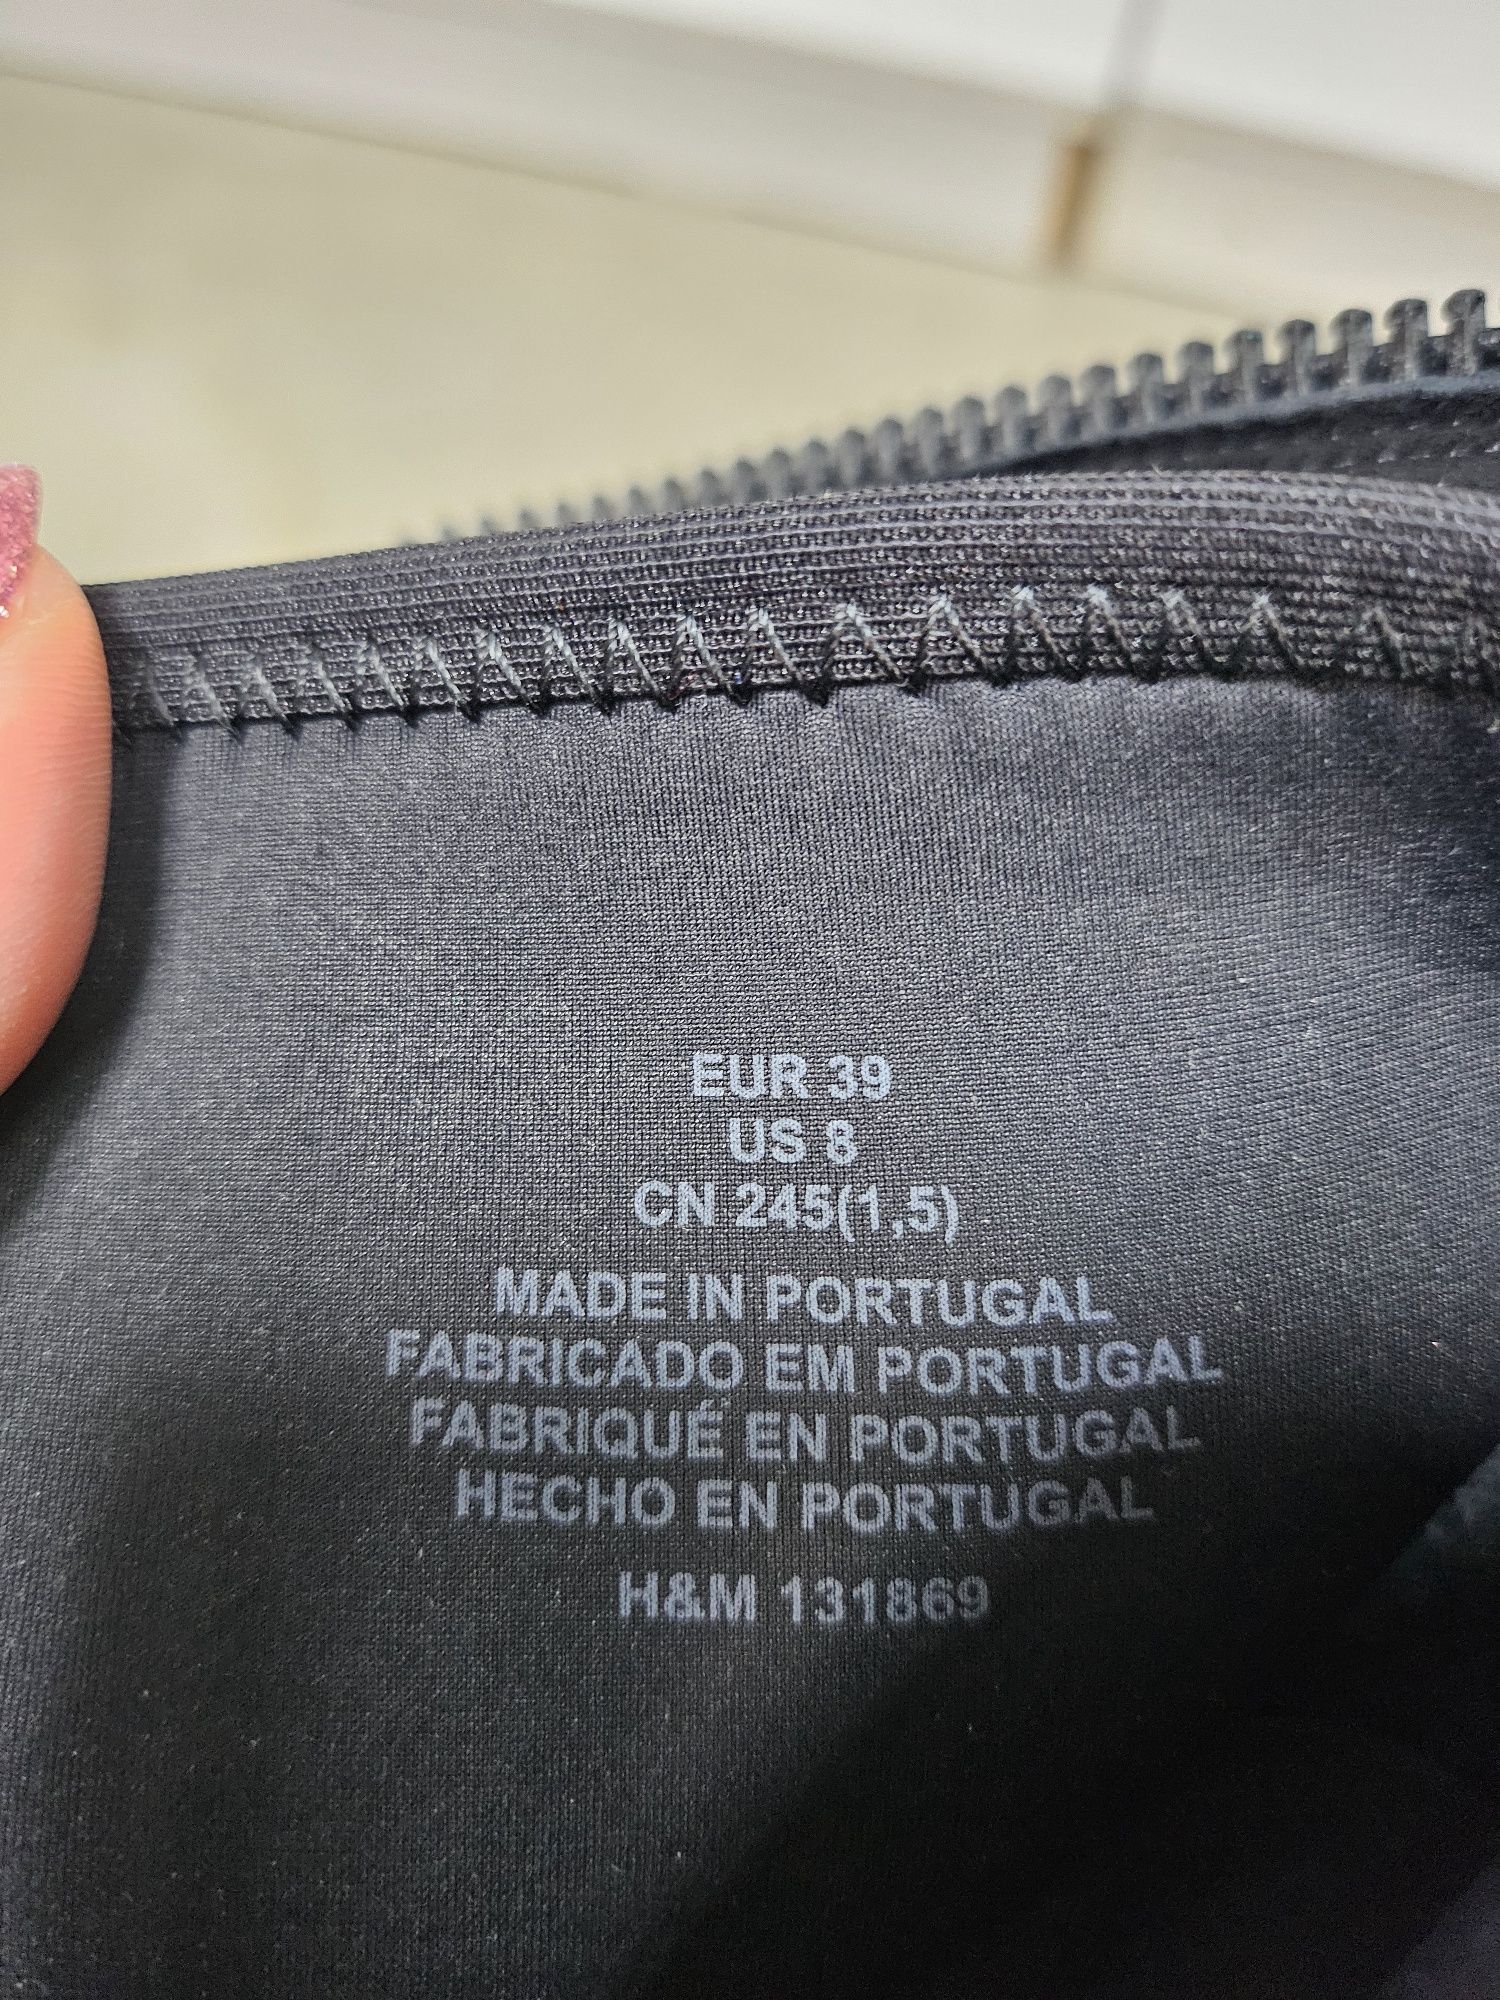 EUR 39
US 8
CN 245(1,5)
MADE IN PORTUGAL
FABRICADO EM PORTUGAL
FABRIQUÉ EN PORTUGAL
HECHO EN PORTUGAL
H&M 131869